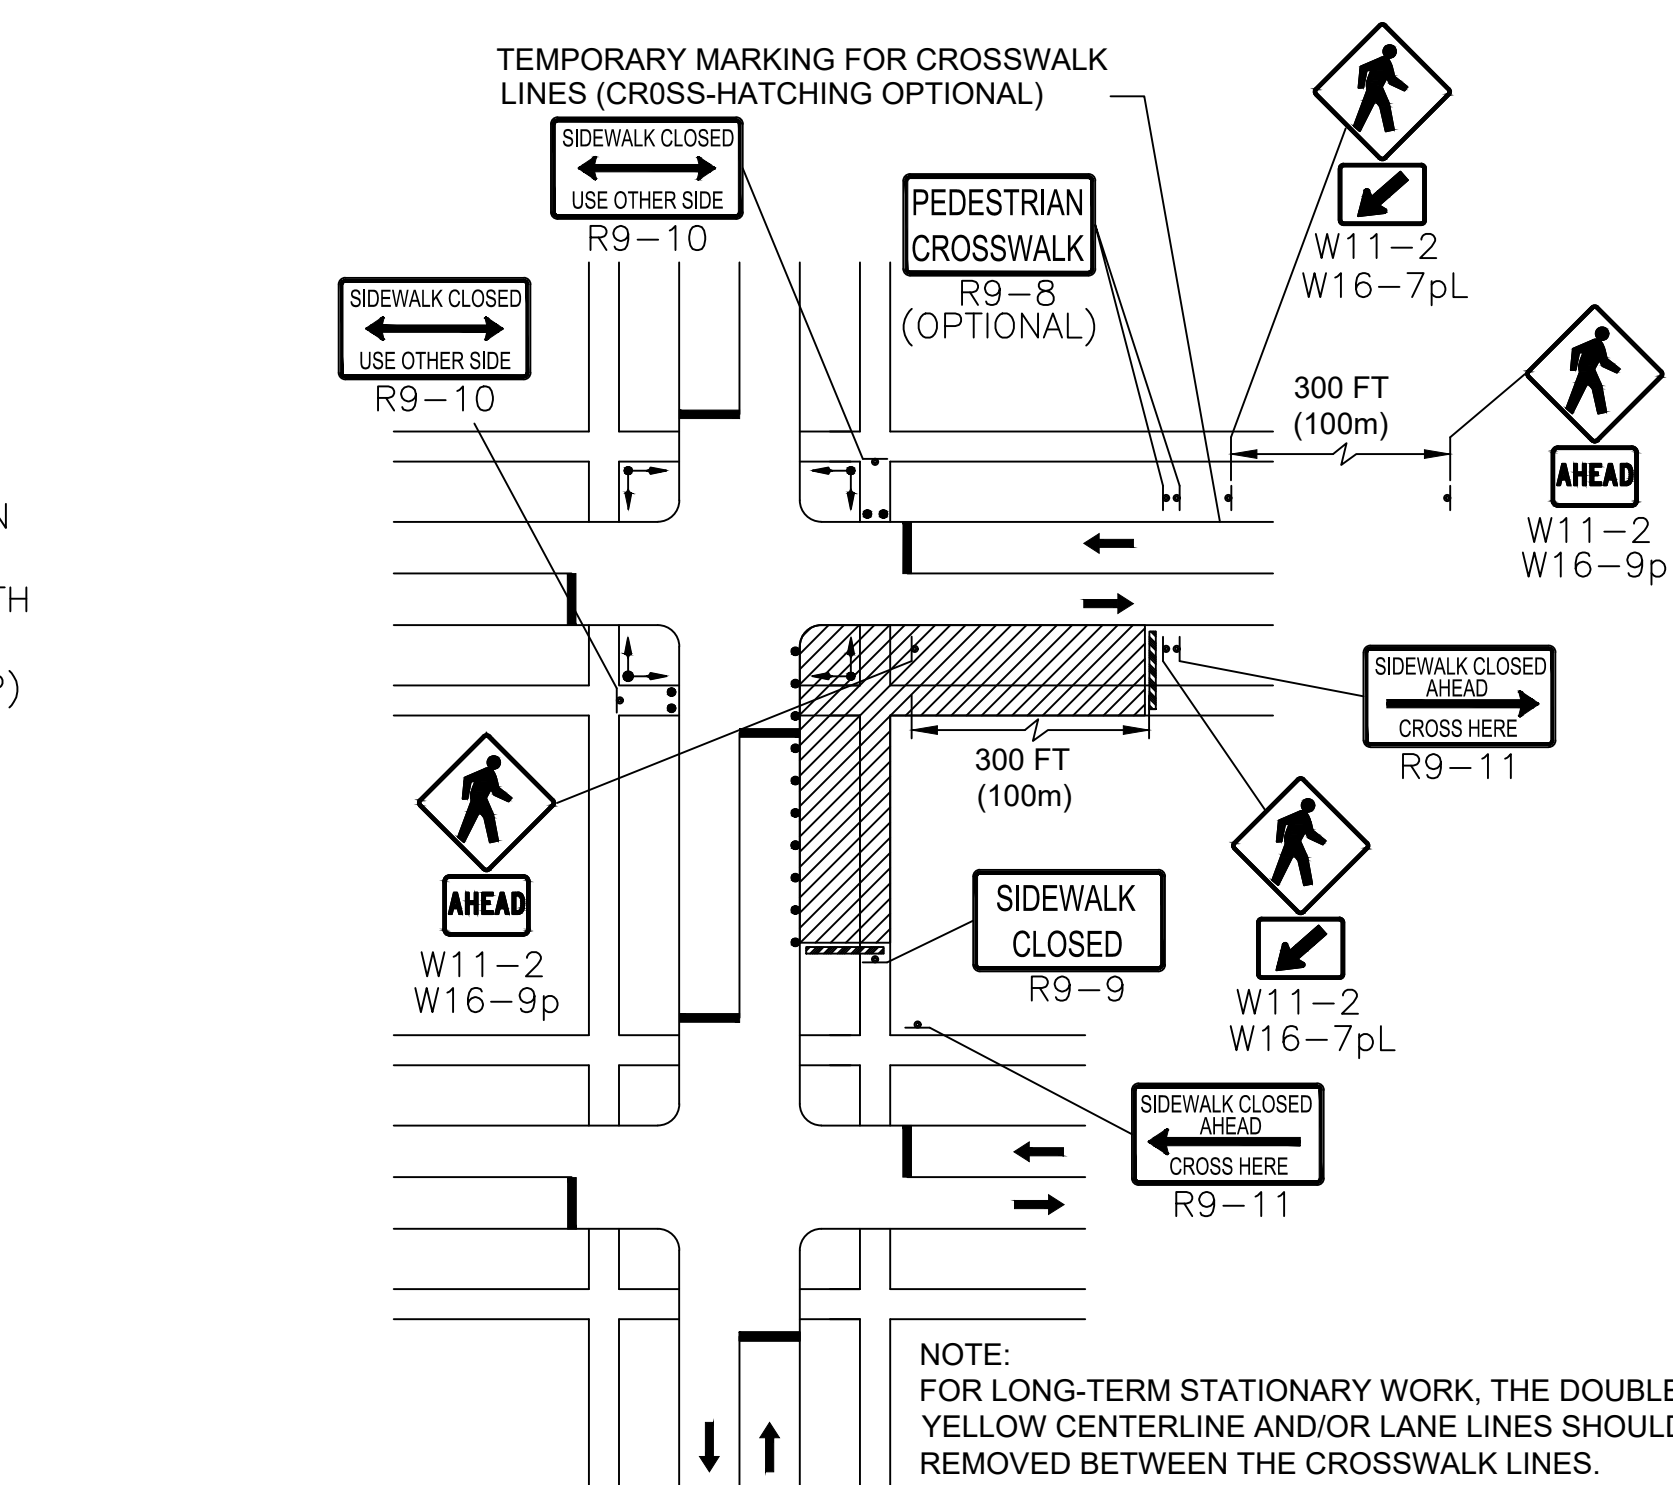 TEMPORARY MARKING FOR CROSSWALK
LINES (CR0SS-HATCHING OPTIONAL)
SIDEWALK CLOSED
USE OTHER SIDE
R9-10
PEDESTRIAN
CROSSWALK
R9-8
(OPTIONAL)
W11-2
W16-7pL
SIDEWALK CLOSED
USE OTHER SIDE
R9-10
300 FT
(100m)
AHEAD
W11-2
W16-9p
N
TH
P)
SIDEWALK CLOSED
AHEAD
CROSS HERE
R9-11
300 FT
(100m)
AHEAD
W11-2
W16-9p
SIDEWALK
CLOSED
R9-9
W11-2
W16-7pL
SIDEWALK CLOSED
AHEAD
CROSS HERE
R9-11
NOTE:
FOR LONG-TERM STATIONARY WORK, THE DOUBLE
YELLOW CENTERLINE AND/OR LANE LINES SHOULD
REMOVED BETWEEN THE CROSSWALK LINES.